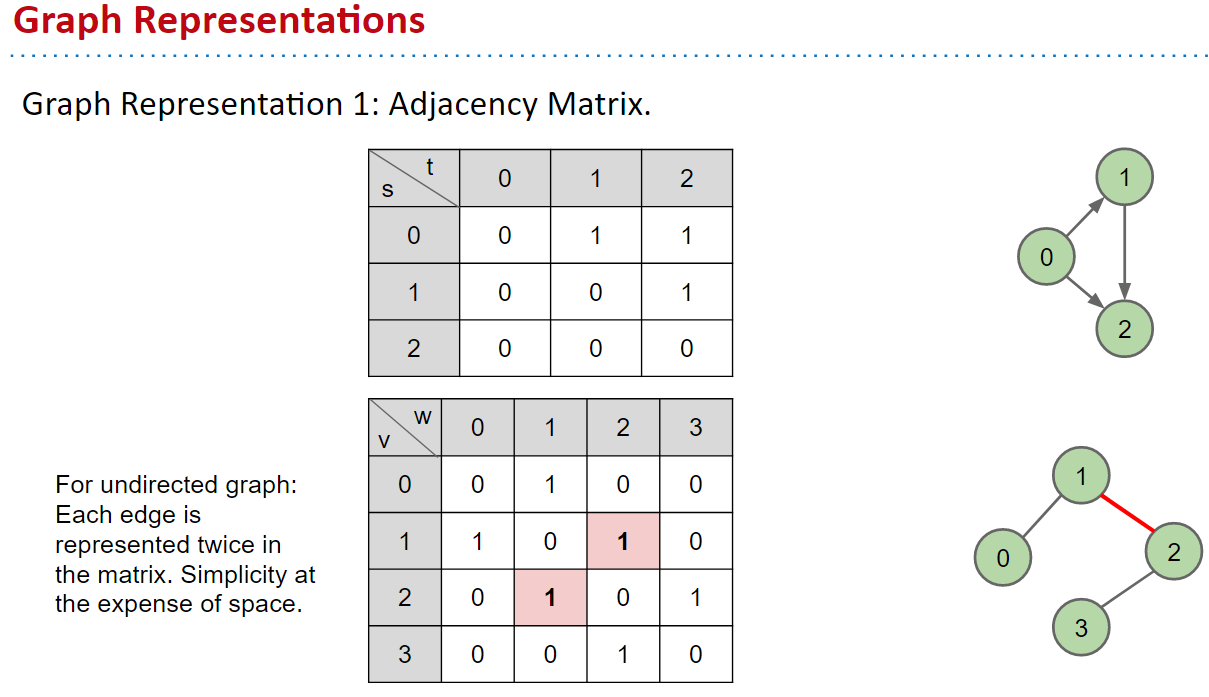 Graph Representations
Graph Representation 1: Adjacency Matrix.
t
s
0 1 2
0 0 1 1
1 0 0 1
2 0 0 0
1
0
2
For undirected graph:
Each edge is
represented twice in
the matrix. Simplicity at
the expense of space.
w
v
0 1 2 3
0 0 1 0 0
1 1 0 1 0
2 0 1 0 1
3 0 0 1 0
1
0
2
3